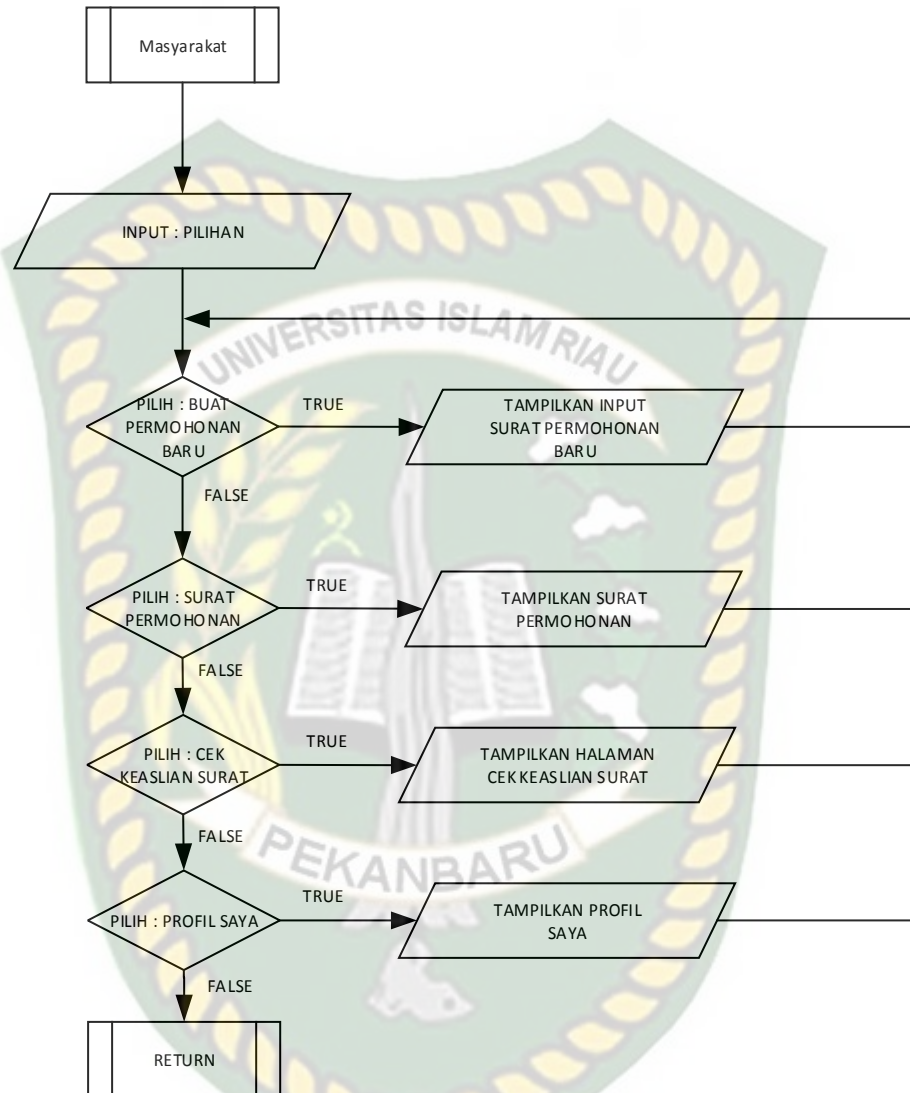 Masyarakat
INPUT : PILIHAN
UNIVERSITAS ISLAM RIAU
PILIH : BUAT
PERMOHONAN
BARU
TRUE
TAMPILKAN INPUT
SURAT PERMOHONAN
BARU
FALSE
PILIH : SURAT
PERMOHONAN
TRUE
TAMPILKAN SURAT
PERMOHONAN
FALSE
PILIH : CEK
KEASLIAN SURAT
TRUE
TAMPILKAN HALAMAN
CEK KEASLIAN SURAT
FALSE
PEKANBARU
PILIH : PROFIL SAYA
TRUE
TAMPILKAN PROFIL
SAYA
FALSE
RETURN